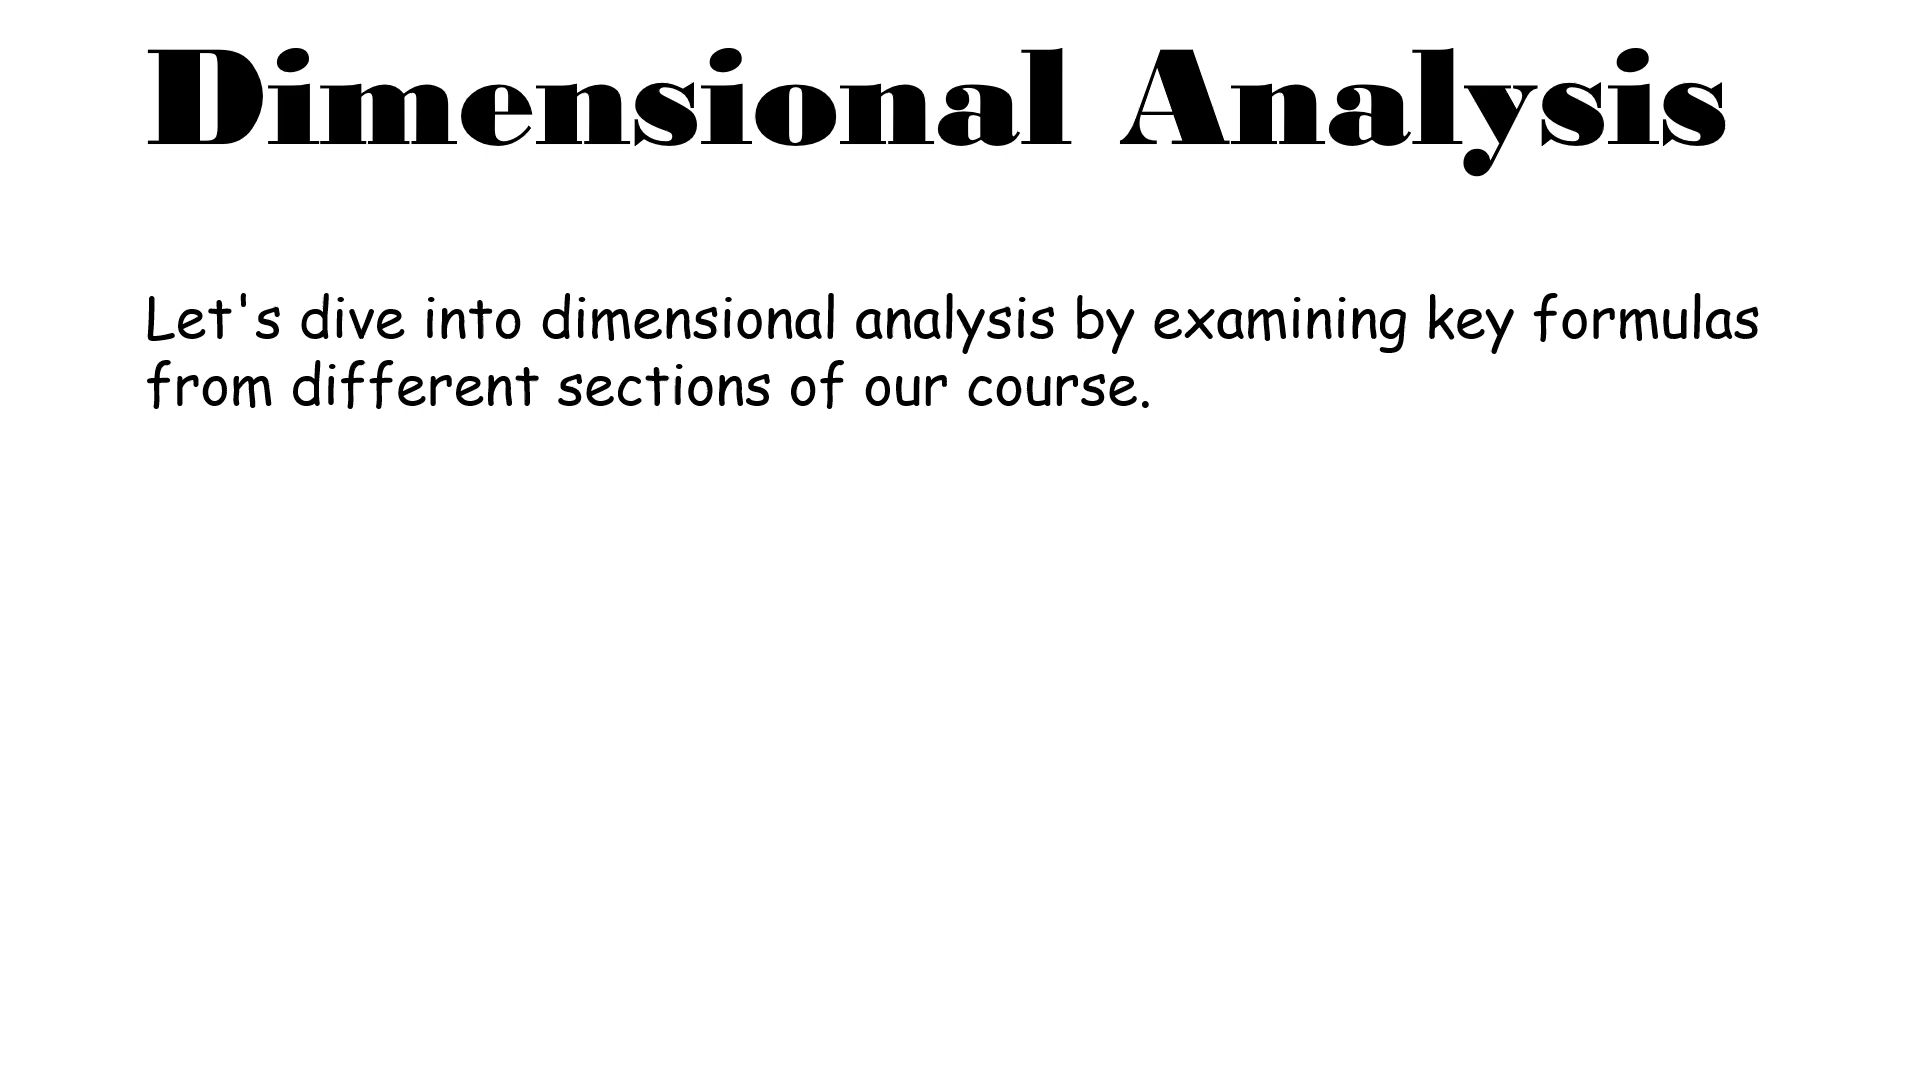 Dimensional Analysis
Let's dive into dimensional analysis by examining key formulas
from different sections of our course.